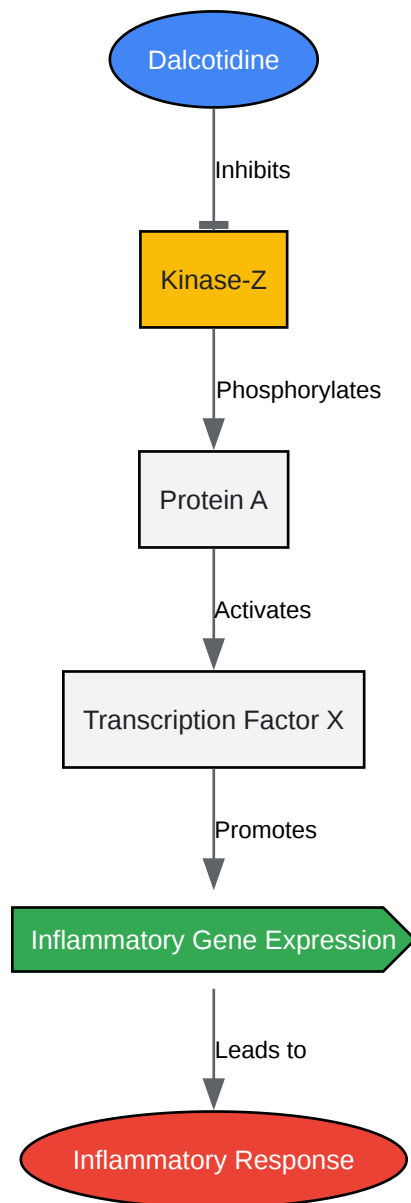 Dalcotidine
Inhibits
Kinase-Z
Phosphorylates
Protein A
Activates
Transcription Factor X
Promotes
Inflammatory Gene Expression
Leads to
Inflammatory Response